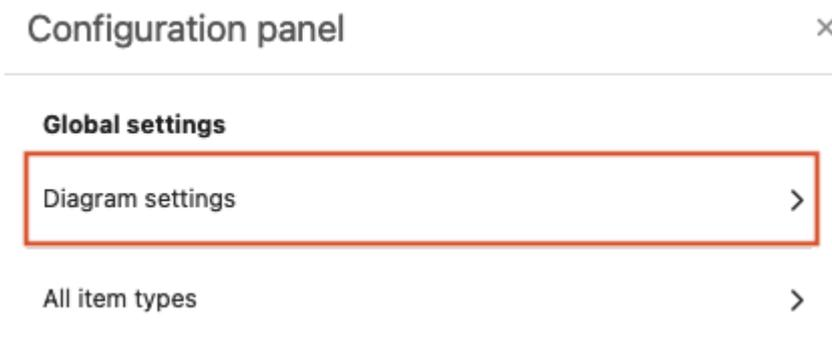 Configuration panel
Global settings
Diagram settings
All item types